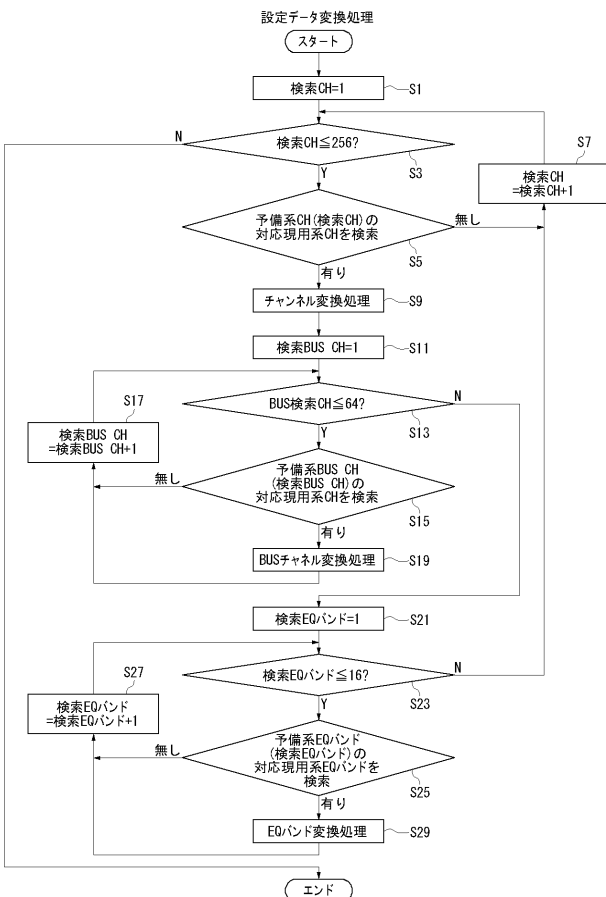 設定データ変換処理
スタート
検索CH=1
S1
N
検索CH≦256?
S3
Y
S7
検索CH
=検索CH+1
予備系CH(検索CH)の
対応現用系CHを検索
無し
S5
有り
チャンネル変換処理
S9
検索BUS CH=1
S11
S17
検索BUS CH
=検索BUS CH+1
BUS検索CH≦64?
N
S13
Y
無し
予備系BUS CH
(検索BUS CH)の
対応現用系CHを検索
S15
有り
BUSチャネル変換処理
S19
検索EQバンド=1
S21
S27
検索EQバンド
=検索EQバンド+1
検索EQバンド≦16?
N
S23
Y
無し
予備系EQバンド
(検索EQバンド)の
対応現用系EQバンドを
検索
S25
有り
EQバンド変換処理
S29
エンド